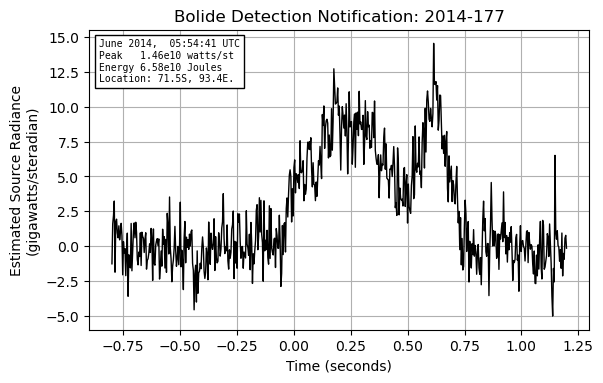 Bolide Detection Notification: 2014-177
June 2014,  05:54:41 UTC
Peak   1.46e10 watts/st
Energy 6.58e10 Joules
Location: 71.5S, 93.4E.
Estimated Source Radiance
(gigawatts/steradian)
15.0
12.5
10.0
7.5
5.0
2.5
0.0
−2.5
−5.0
−0.75
−0.50
−0.25
0.00
0.25
0.50
0.75
1.00
1.25
Time (seconds)